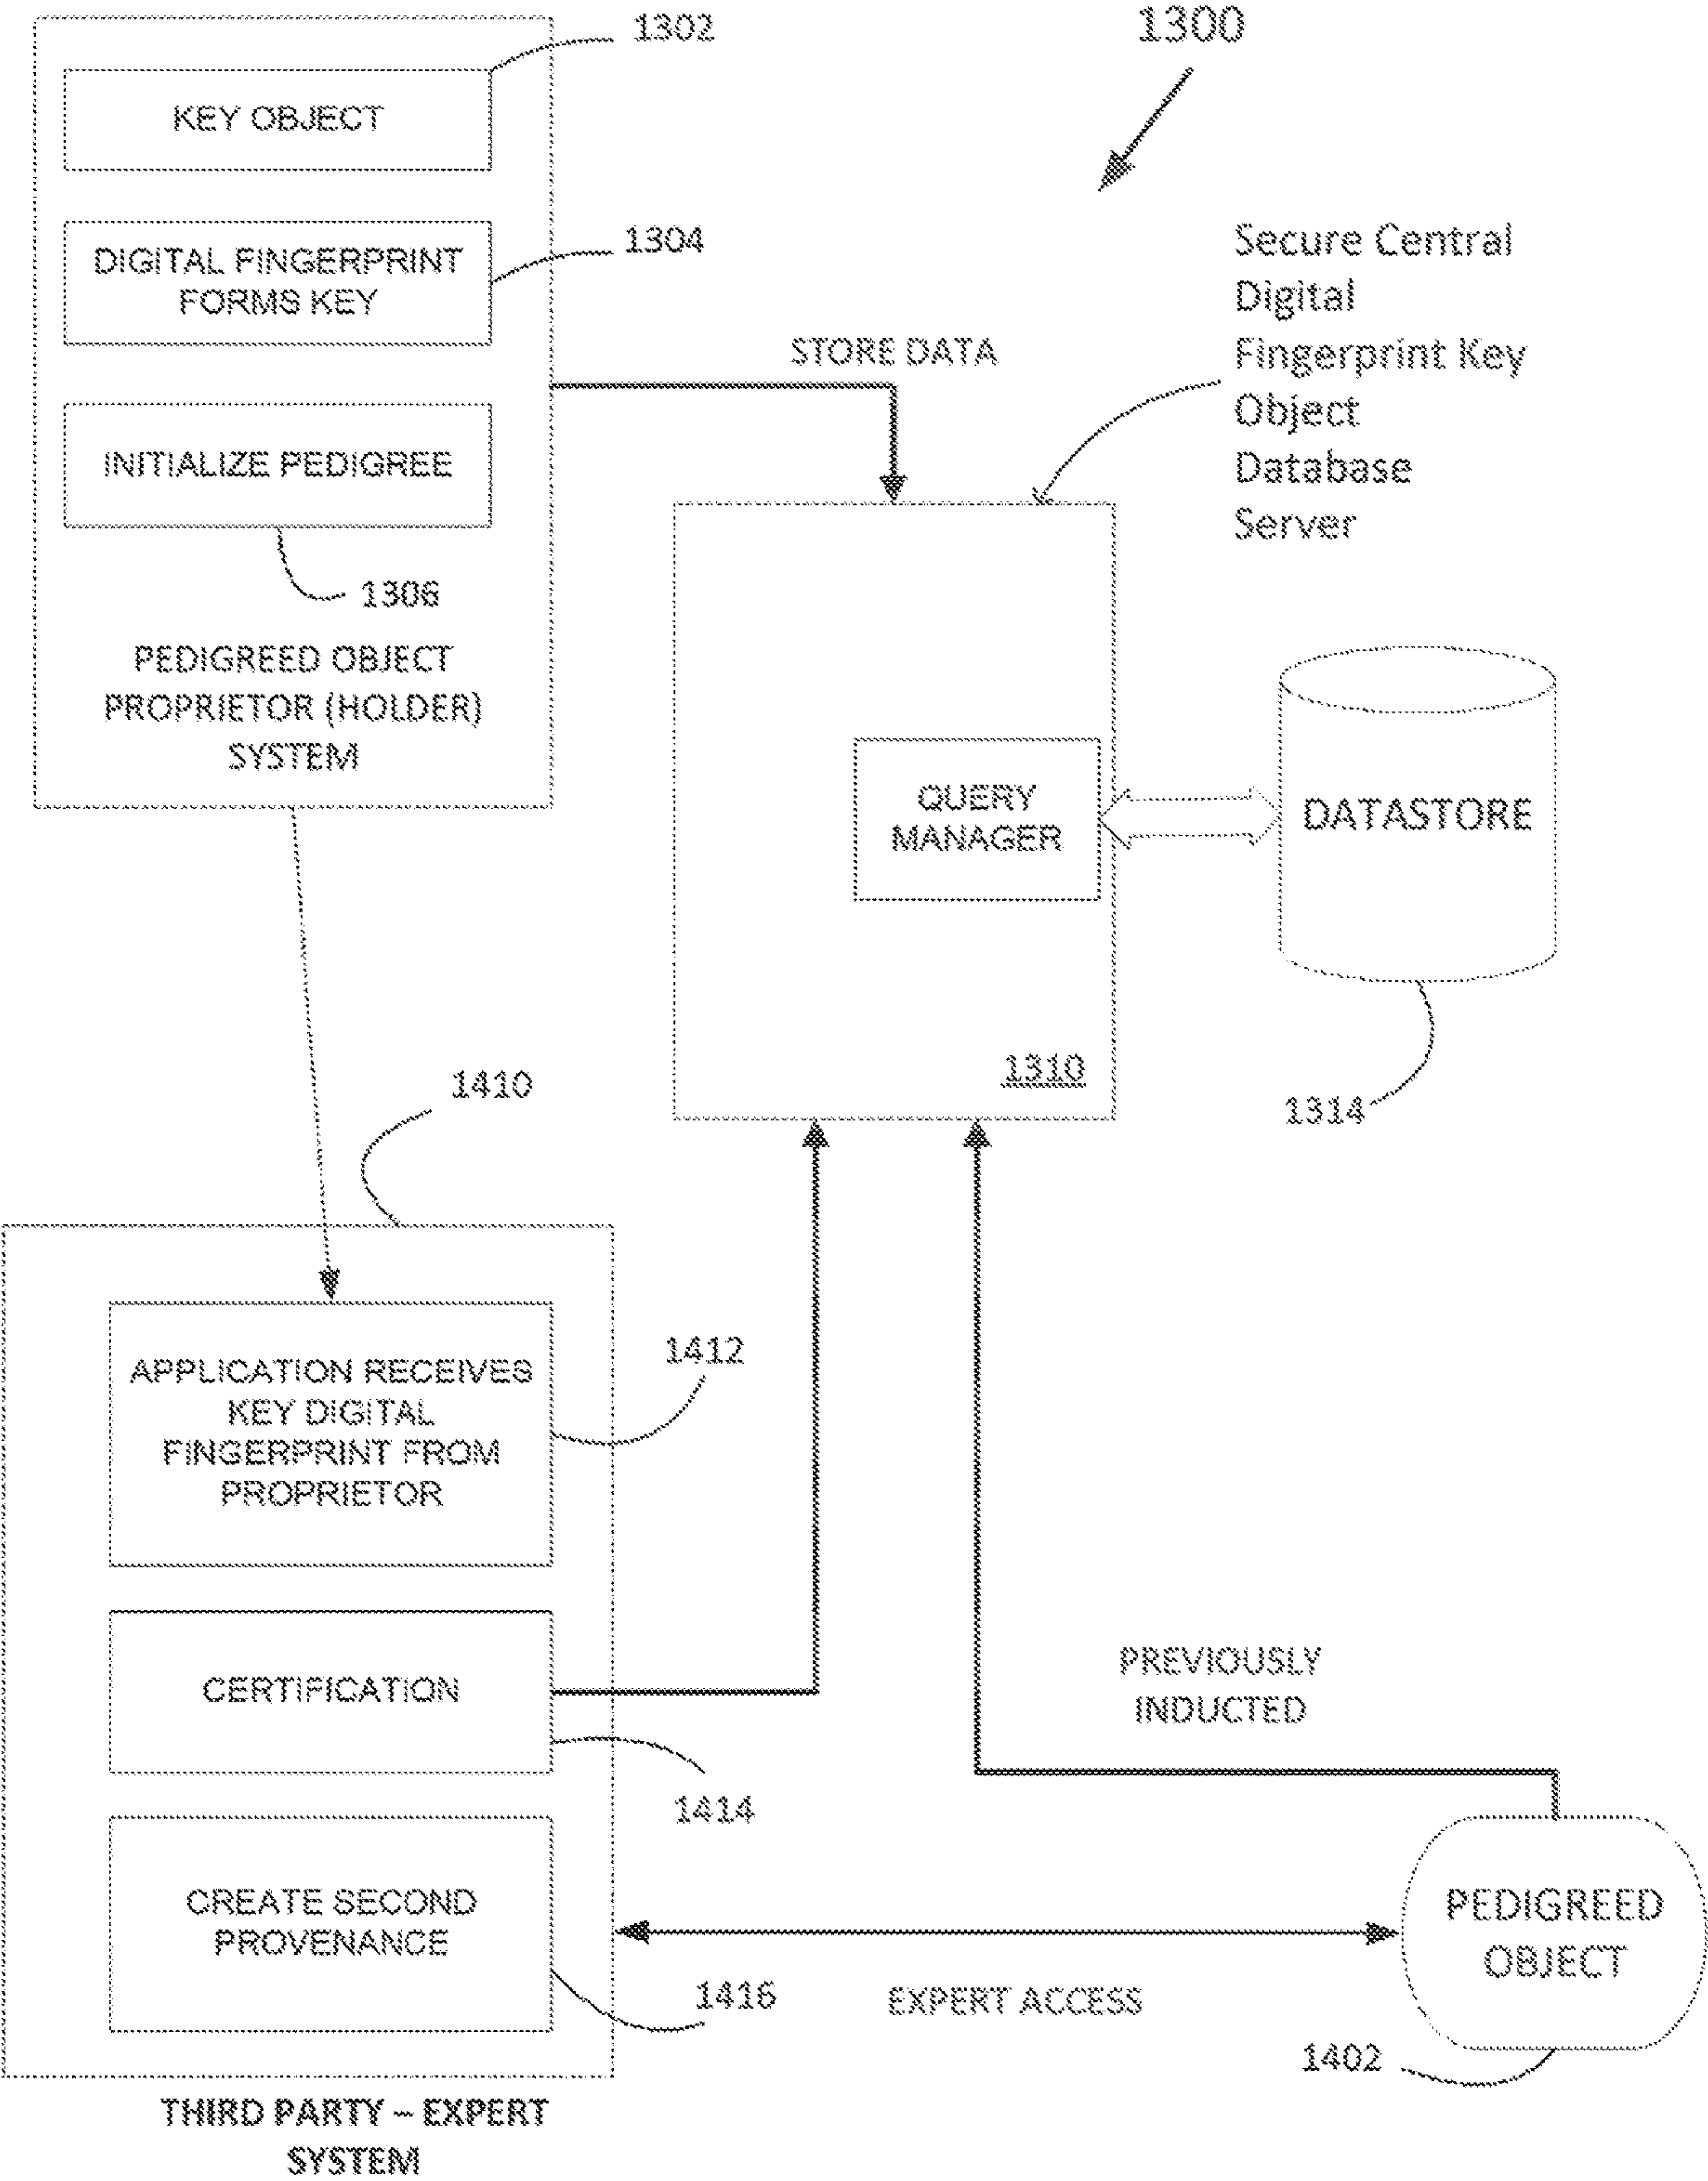 1302
1300
KEY OBJECT
1304
DIGITAL FINGERPRINT
FORMS KEY
Secure Central
Digital
Fingerprint Key
Object
Database
Server
STORE DATA
INITIALIZE PEDIGREE
1306
PEDIGREED OBJECT
PROPRIETOR (HOLDER)
SYSTEM
QUERY
MANAGER
DATASTORE
1310
1314
1410
APPLICATION RECEIVES
KEY DIGITAL
FINGERPRINT FROM
PROPRIETOR
1412
CERTIFICATION
1414
PREVIOUSLY
INDUCTED
CREATE SECOND
PROVENANCE
1416
EXPERT ACCESS
PEDIGREED
OBJECT
1402
THIRD PARTY – EXPERT
SYSTEM